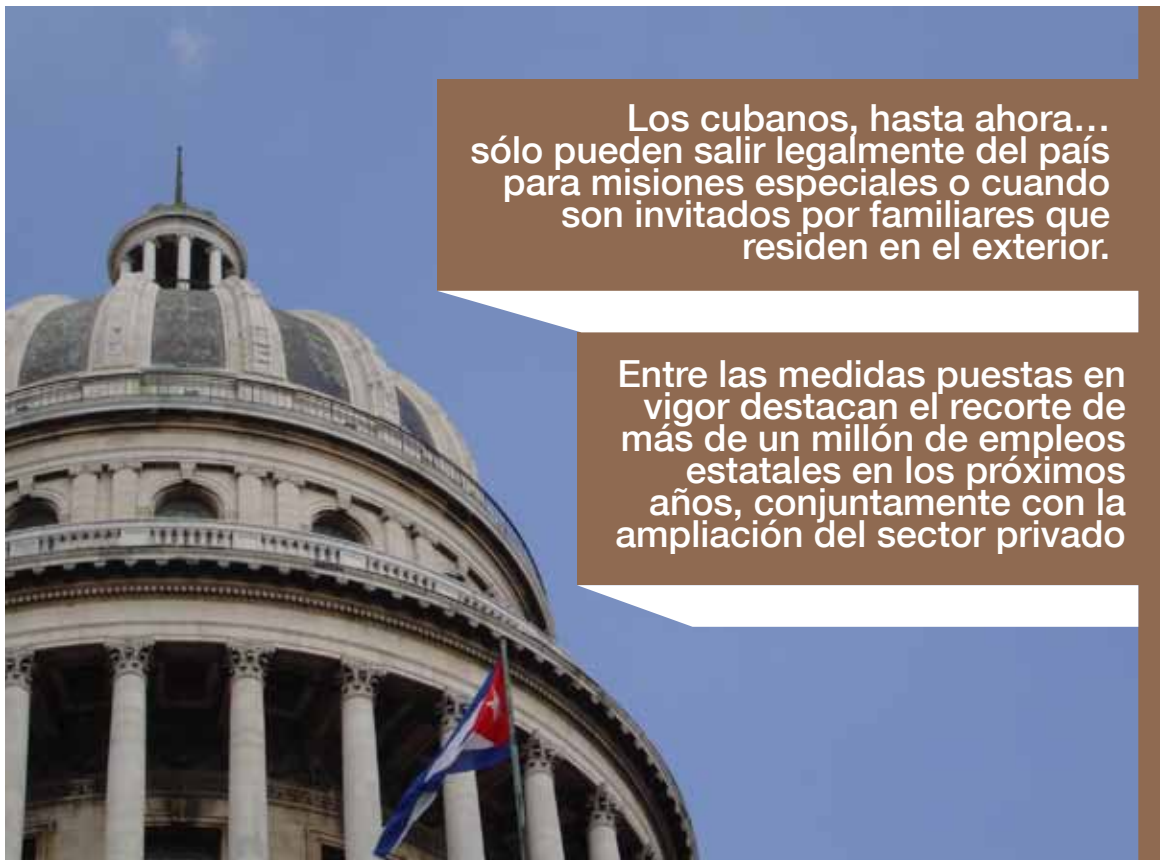 Los cubanos, hasta ahora…
sólo pueden salir legalmente del país
para misiones especiales o cuando
son invitados por familiares que
residen en el exterior.
Entre las medidas puestas en
vigor destacan el recorte de
más de un millón de empleos
estatales en los próximos
años, conjuntamente con la
ampliación del sector privado